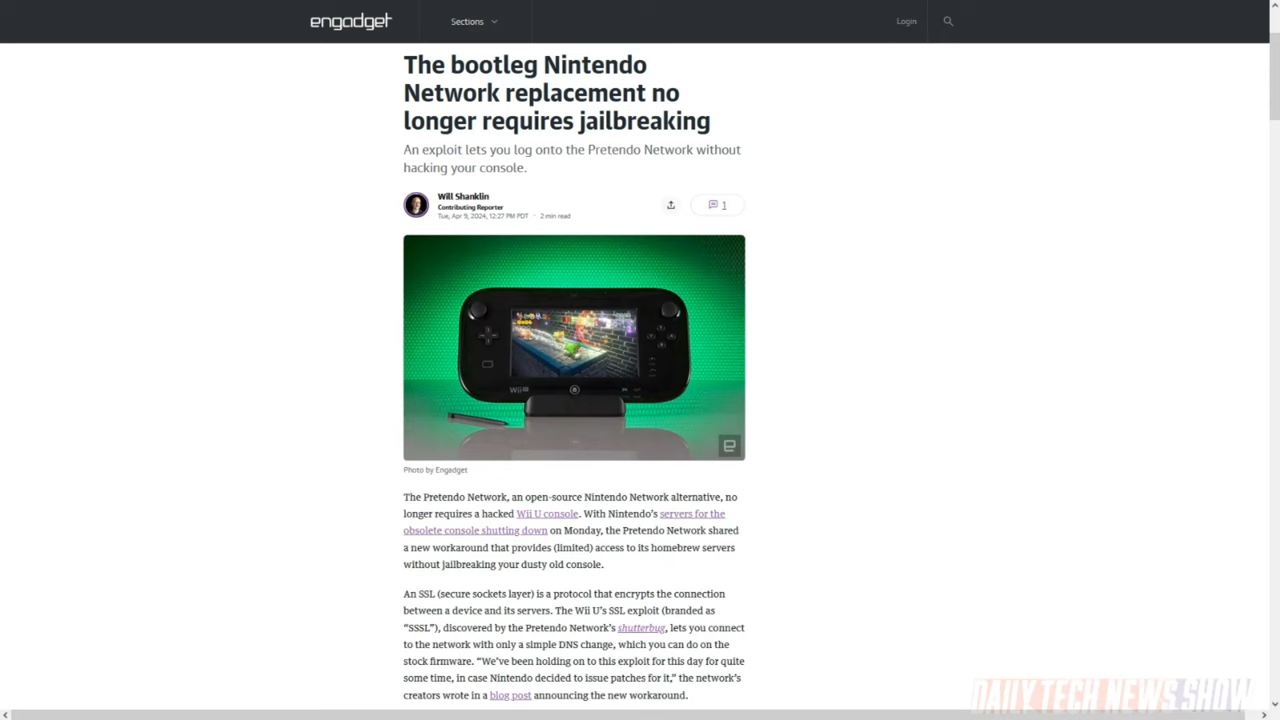 engadget
Sections
Login
The bootleg Nintendo
Network replacement no
longer requires jailbreaking
An exploit lets you log onto the Pretendo Network without
hacking your console.
Will Shanklin
Contributing Reporter
Tue, Apr 9, 2024, 12:27 PM PDT · 2 min read
1
Wii U
Photo by Engadget
The Pretendo Network, an open-source Nintendo Network alternative, no
longer requires a hacked Wii U console. With Nintendo’s servers for the
obsolete console shutting down on Monday, the Pretendo Network shared
a new workaround that provides (limited) access to its homebrew servers
without jailbreaking your dusty old console.
An SSL (secure sockets layer) is a protocol that encrypts the connection
between a device and its servers. The Wii U’s SSL exploit (branded as
“SSSL”), discovered by the Pretendo Network’s shutterbug, lets you connect
to the network with only a simple DNS change, which you can do on the
stock firmware. “We’ve been holding on to this exploit for this day for quite
some time, in case Nintendo decided to issue patches for it,” the network’s
creators wrote in a blog post announcing the new workaround.
DAILY TECH NEWS SHOW